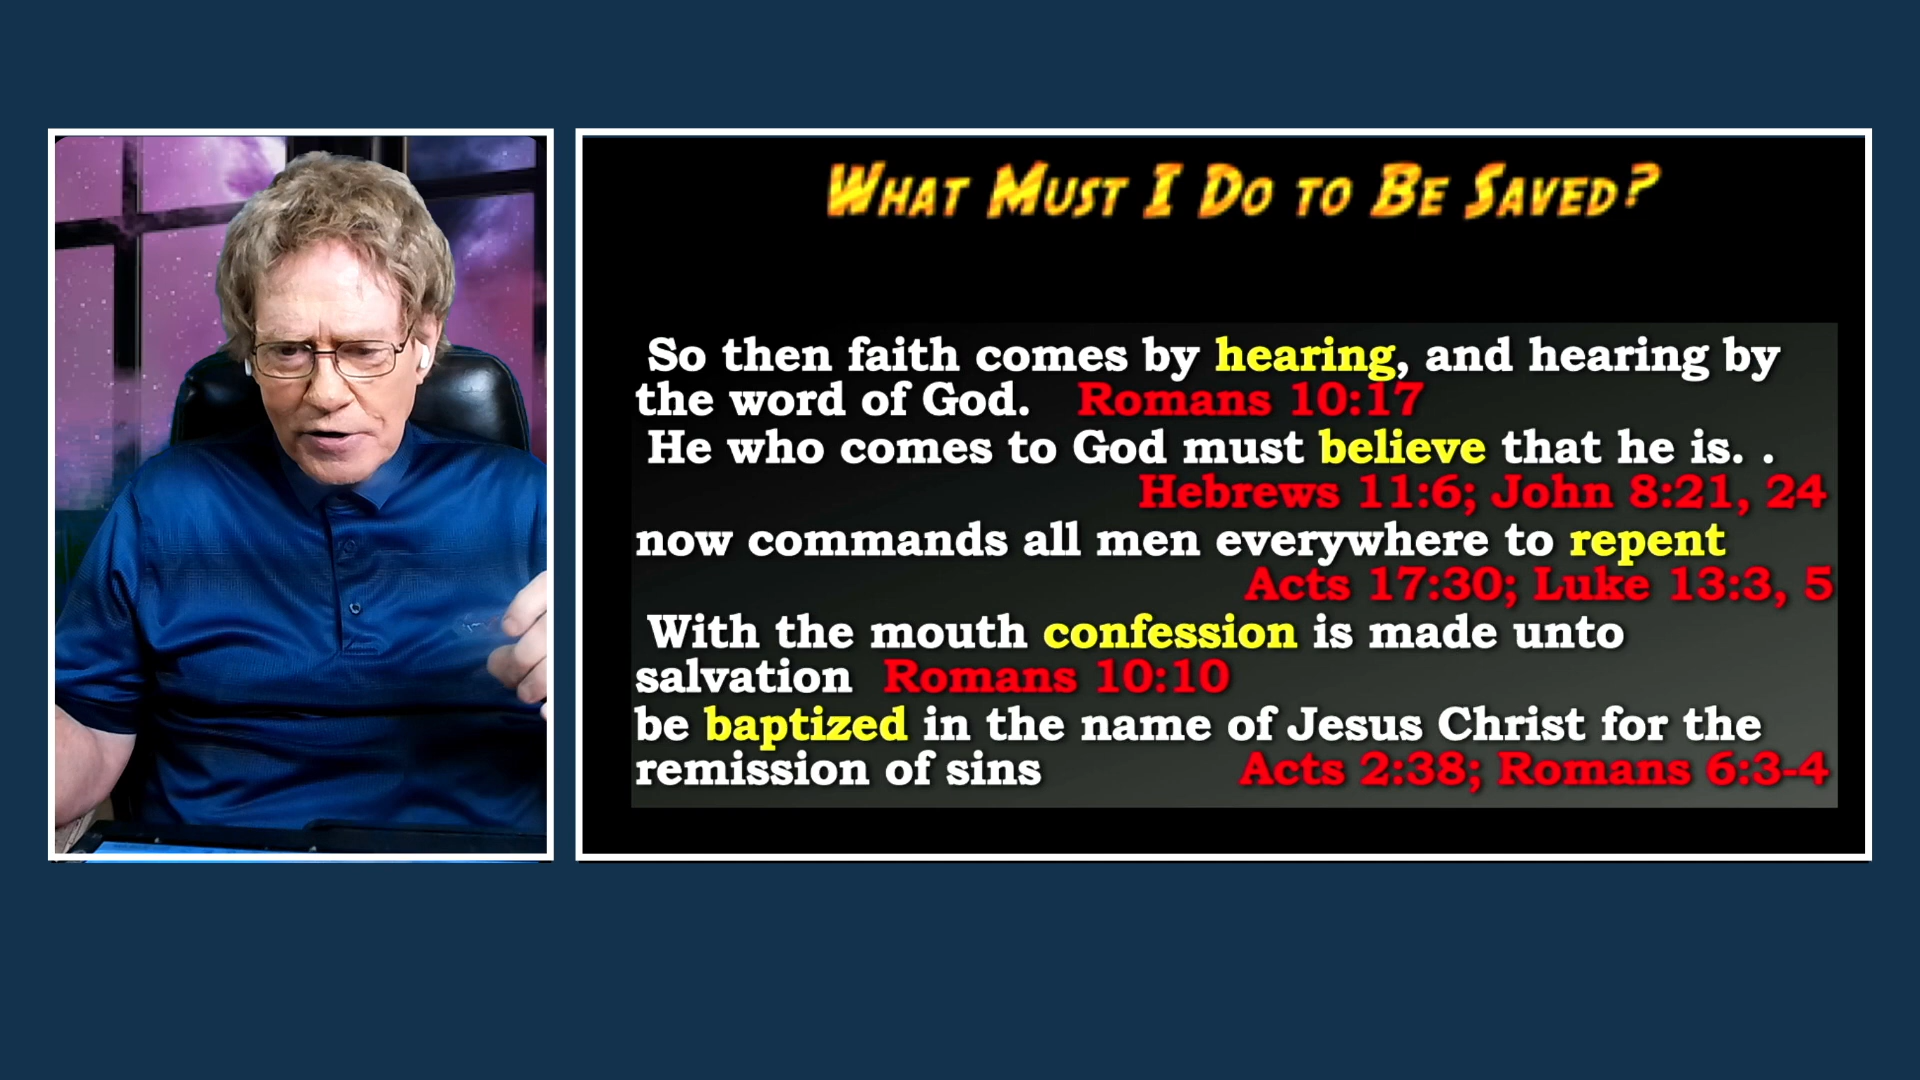 What Must I Do to Be Saved?
So then faith comes by hearing, and hearing by
the word of God. Romans 10:17
He who comes to God must believe that he is. .
Hebrews 11:6; John 8:21, 24
now commands all men everywhere to repent
Acts 17:30; Luke 13:3, 5
With the mouth confession is made unto
salvation Romans 10:10
be baptized in the name of Jesus Christ for the
remission of sins Acts 2:38; Romans 6:3-4